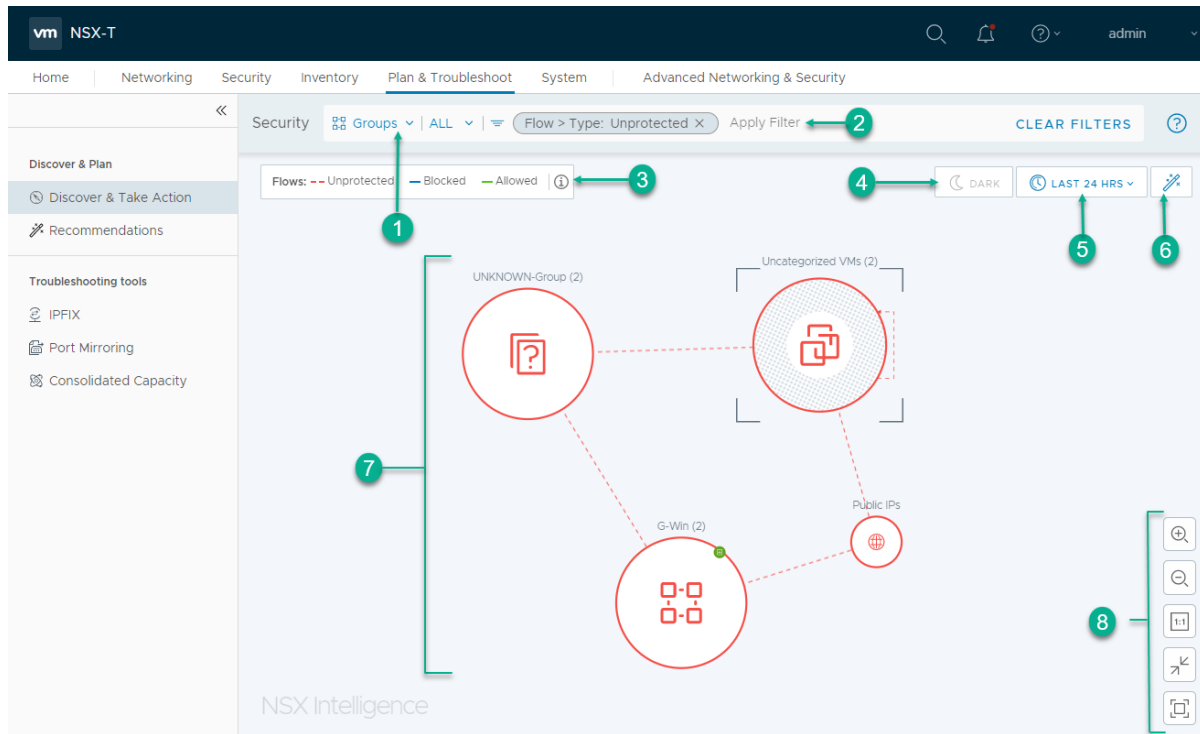 vm NSX-T admin
Home Networking Security Inventory Plan & Troubleshoot System Advanced Networking & Security
Security Groups ALL Flow > Type: Unprotected × Apply Filter 2 CLEAR FILTERS ?
Discover & Plan
Discover & Take Action
Recommendations
Troubleshooting tools
IPFIX
Port Mirroring
Consolidated Capacity
Flows: Unprotected Blocked Allowed 3
4 DARK LAST 24 HRS
1
5
6
UNKNOWN-Group (2)
?
Uncategorized VMs (2)
7
Public IPs
G-Win (2)
8
1:1
NSX Intelligence